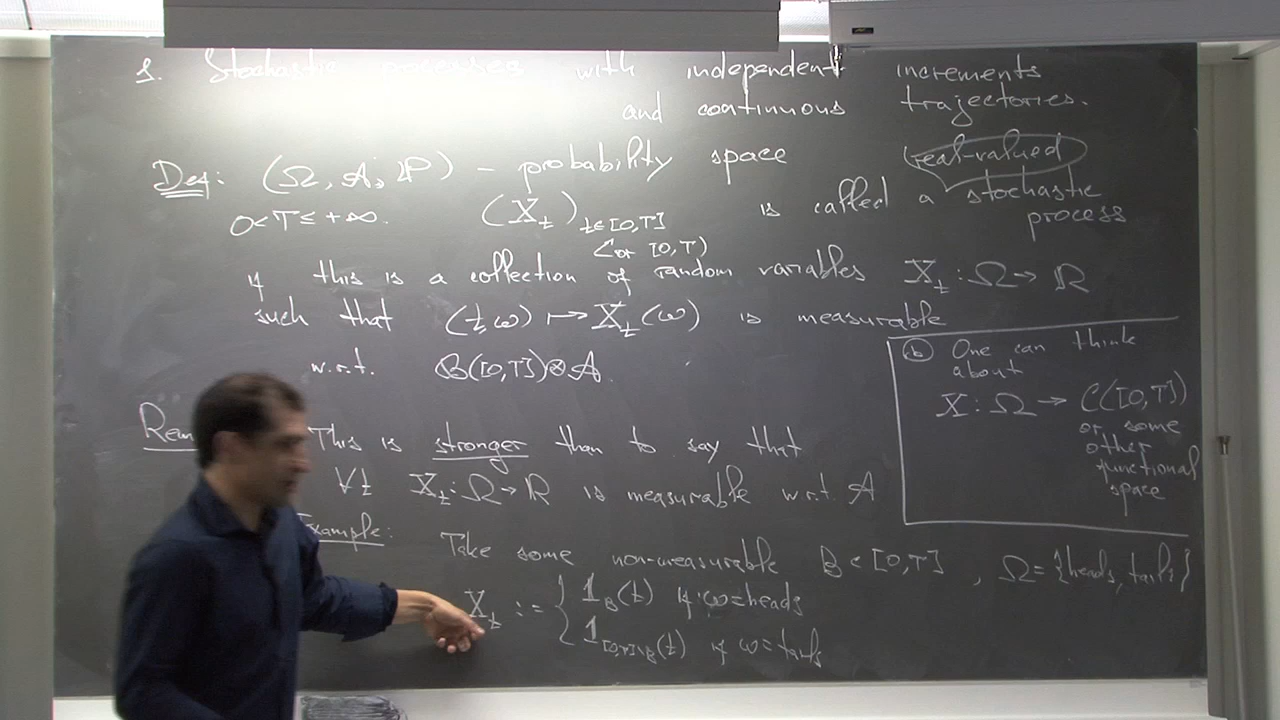 1. Stochastic processes with independent increments
and continuous trajectories.
Def: (Ω, 𝒜, ℙ) – probability space real-valued
0<T≤+∞. (X_t)_{t∈[0,T]} is called a stochastic process
(or [0,T)
if this is a collection of random variables X_t : Ω → ℝ
such that (t,ω) ↦ X_t(ω) is measurable
w.r.t. ℬ([0,T])⊗𝒜.
This is stronger than to say that
∀t X_t : Ω → ℝ is measurable w.r.t. 𝒜
Example: Take some non-measurable B⊂[0,T], Ω={heads, tails}
X_t := { 𝟙_B(t) if ω=heads
𝟙_{[0,T]\B}(t) if ω=tails
(b) One can think
about
X : Ω → C([0,T])
or some
other
functional
space